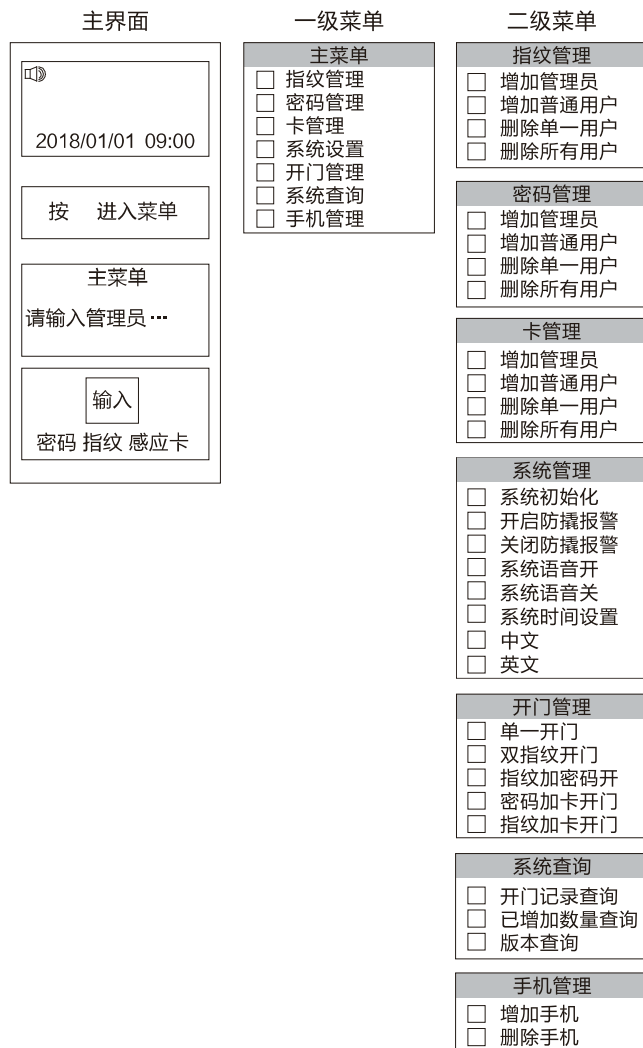 主界面
2018/01/01 09:00
按 进入菜单
主菜单
请输入管理员…
输入
密码 指纹 感应卡
一级菜单
主菜单
指纹管理
密码管理
卡管理
系统设置
开门管理
系统查询
手机管理
二级菜单
指纹管理
增加管理员
增加普通用户
删除单一用户
删除所有用户
密码管理
增加管理员
增加普通用户
删除单一用户
删除所有用户
卡管理
增加管理员
增加普通用户
删除单一用户
删除所有用户
系统管理
系统初始化
开启防撬报警
关闭防撬报警
系统语音开
系统语音关
系统时间设置
中文
英文
开门管理
单一开门
双指纹开门
指纹加密码开
密码加卡开门
指纹加卡开门
系统查询
开门记录查询
已增加数量查询
版本查询
手机管理
增加手机
删除手机